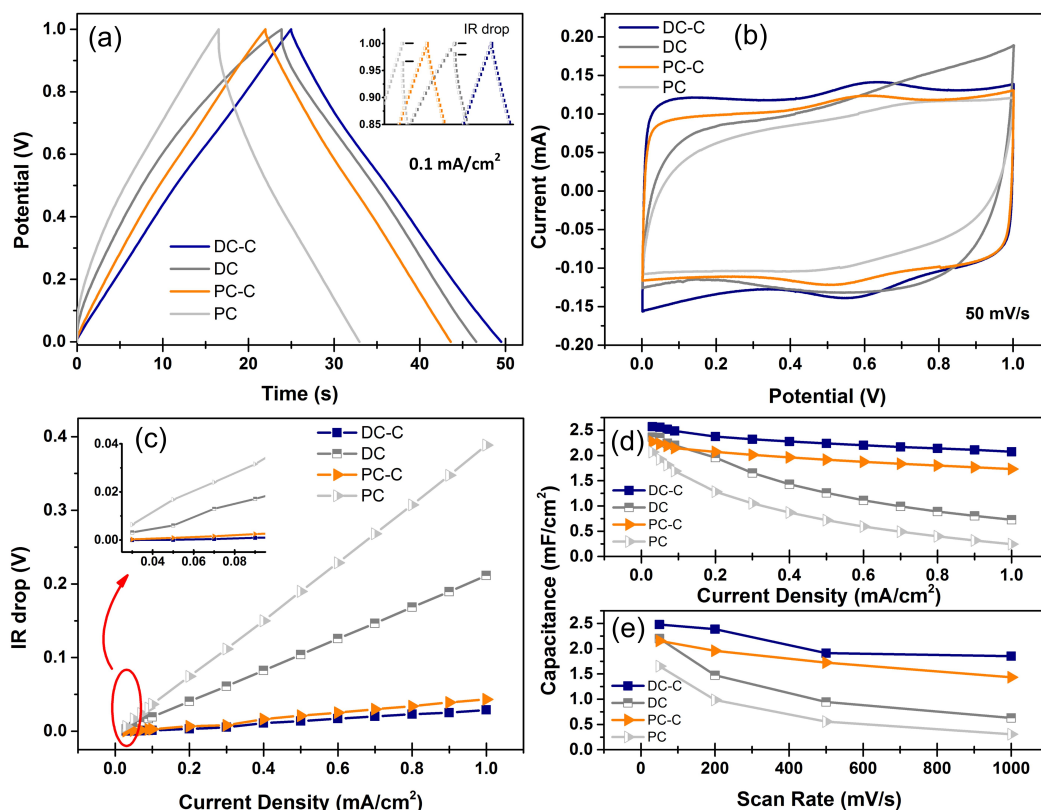 (a)
IR drop
1.00
0.95
0.90
0.85
0.1 mA/cm²
DC-C
DC
PC-C
PC
1.0
0.8
0.6
0.4
0.2
0.0
Potential (V)
0 10 20 30 40 50
Time (s)
(b)
DC-C
DC
PC-C
PC
50 mV/s
0.20
0.15
0.10
0.05
0.00
-0.05
-0.10
-0.15
-0.20
Current (mA)
0.0 0.2 0.4 0.6 0.8 1.0
Potential (V)
(c)
0.04
0.02
0.00
0.04 0.06 0.08
DC-C
DC
PC-C
PC
0.4
0.3
0.2
0.1
0.0
IR drop (V)
0.0 0.2 0.4 0.6 0.8 1.0
Current Density (mA/cm²)
(d)
DC-C
DC
PC-C
PC
2.5
2.0
1.5
1.0
0.5
0.0
0.0 0.2 0.4 0.6 0.8 1.0
Current Density (mA/cm²)
Capacitance (mF/cm²)
(e)
DC-C
DC
PC-C
PC
2.5
2.0
1.5
1.0
0.5
0.0
0 200 400 600 800 1000
Scan Rate (mV/s)